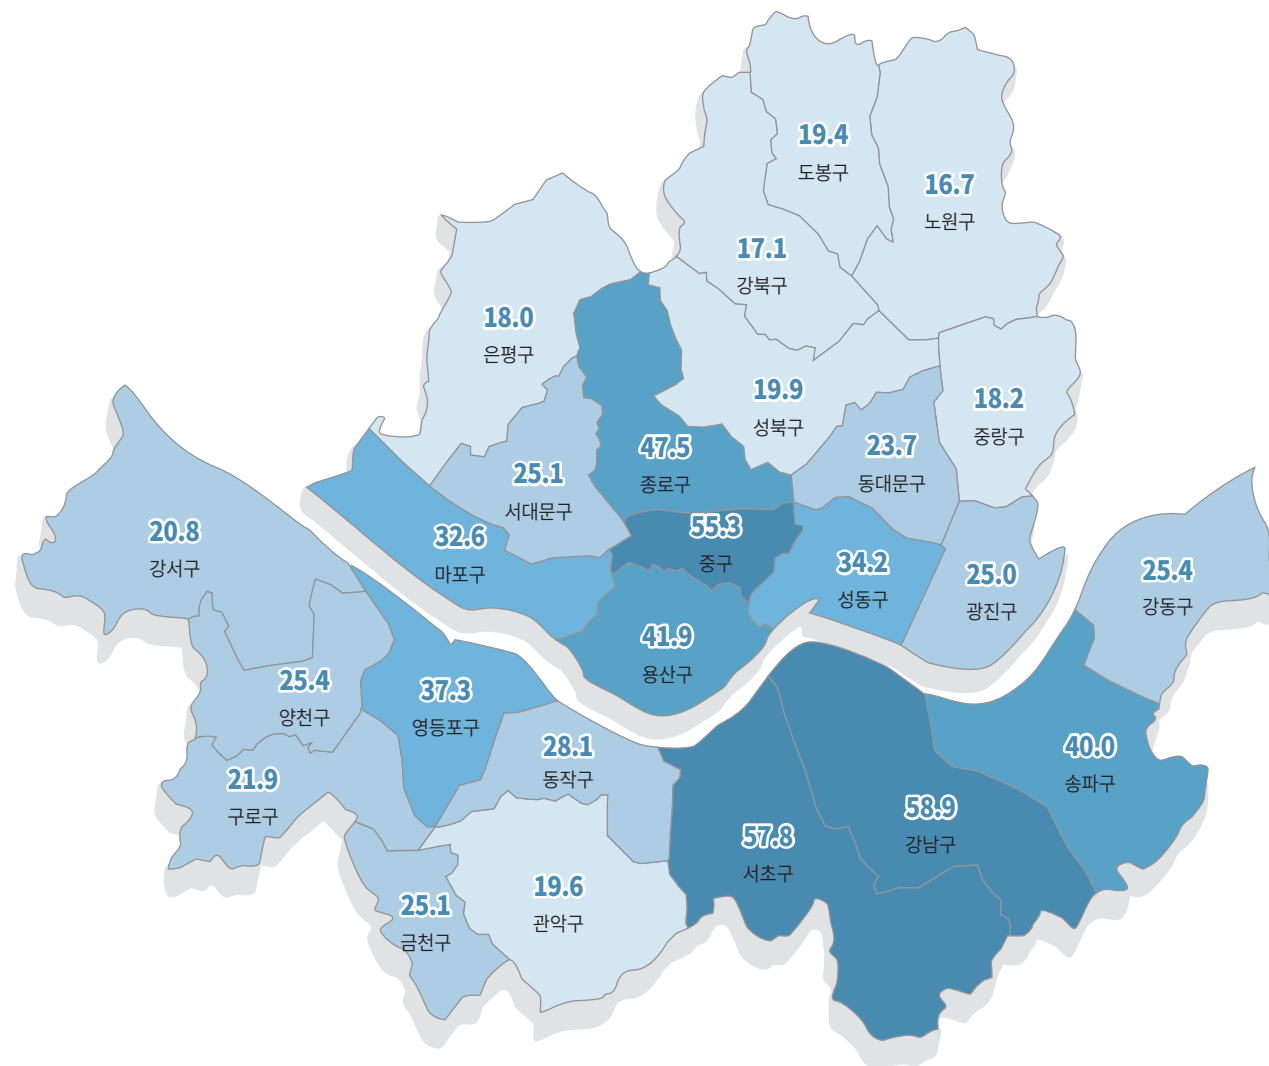 19.4
도봉구
16.7
노원구
17.1
강북구
18.0
은평구
19.9
성북구
18.2
중랑구
47.5
종로구
23.7
동대문구
25.1
서대문구
20.8
강서구
32.6
마포구
55.3
중구
34.2
성동구
25.0
광진구
25.4
강동구
41.9
용산구
25.4
양천구
37.3
영등포구
28.1
동작구
40.0
송파구
21.9
구로구
58.9
강남구
57.8
서초구
19.6
관악구
25.1
금천구